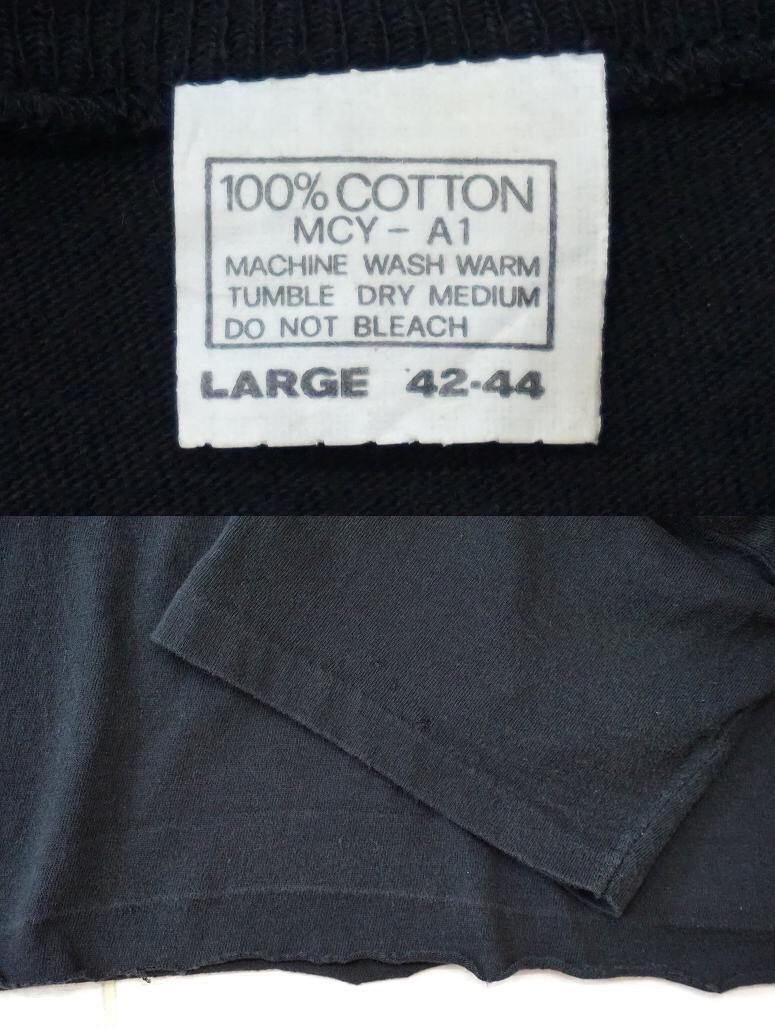 100% COTTON
MCY - A1
MACHINE WASH WARM
TUMBLE DRY MEDIUM
DO NOT BLEACH
LARGE 42-44